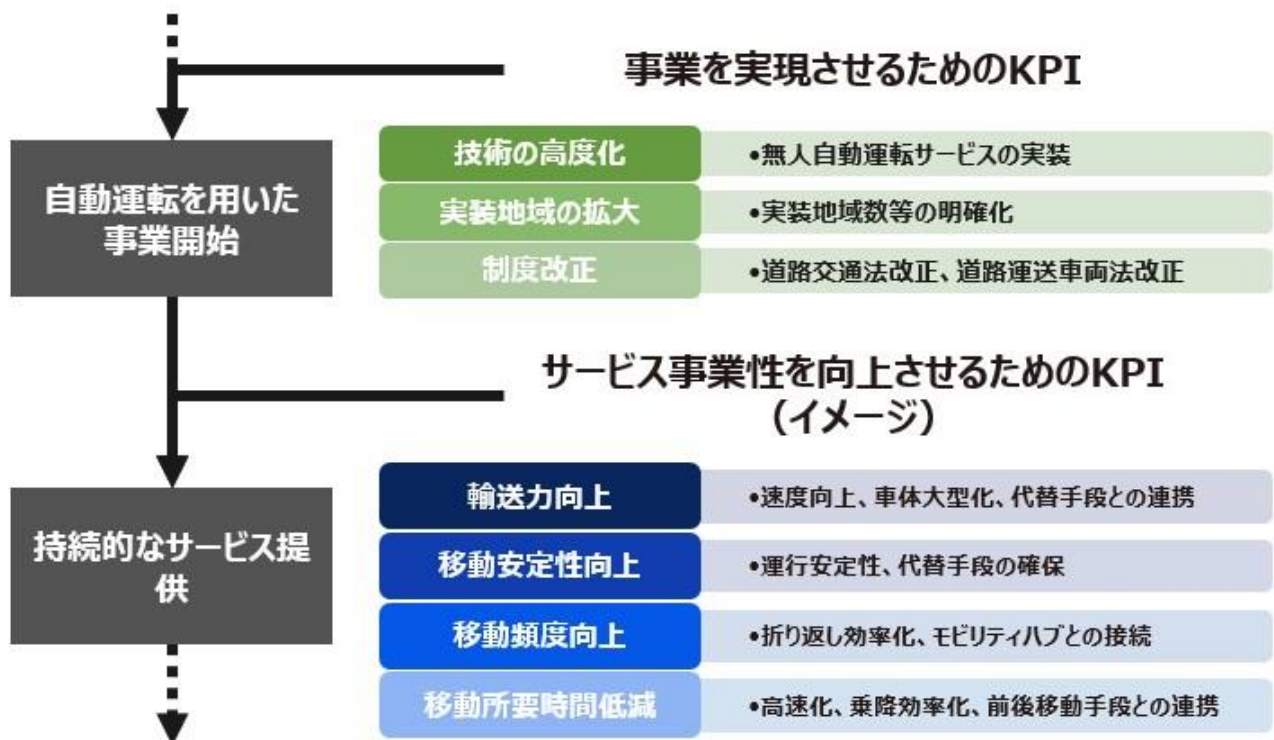 事業を実現させるためのKPI
自動運転を用いた
事業開始
技術の高度化
•無人自動運転サービスの実装
実装地域の拡大
•実装地域数等の明確化
制度改正
•道路交通法改正、道路運送車両法改正
サービス事業性を向上させるためのKPI
（イメージ）
持続的なサービス提
供
輸送力向上
•速度向上、車体大型化、代替手段との連携
移動安定性向上
•運行安定性、代替手段の確保
移動頻度向上
•折り返し効率化、モビリティハブとの接続
移動所要時間低減
•高速化、乗降効率化、前後移動手段との連携